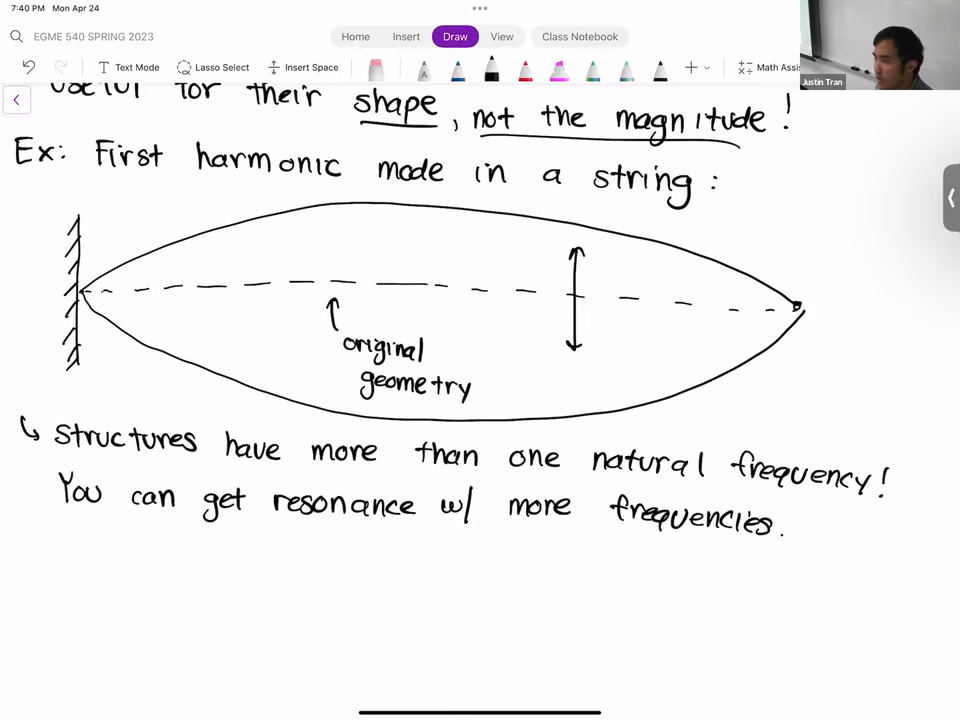 7:40 PM Mon Apr 24
EGME 540 SPRING 2023
Home Insert Draw View Class Notebook
Text Mode Lasso Select Insert Space Math Assis
Justin Tran
useful for their shape, not the magnitude!
Ex: First harmonic mode in a string:
original
geometry
↳ structures have more than one natural frequency!
You can get resonance w/ more frequencies.